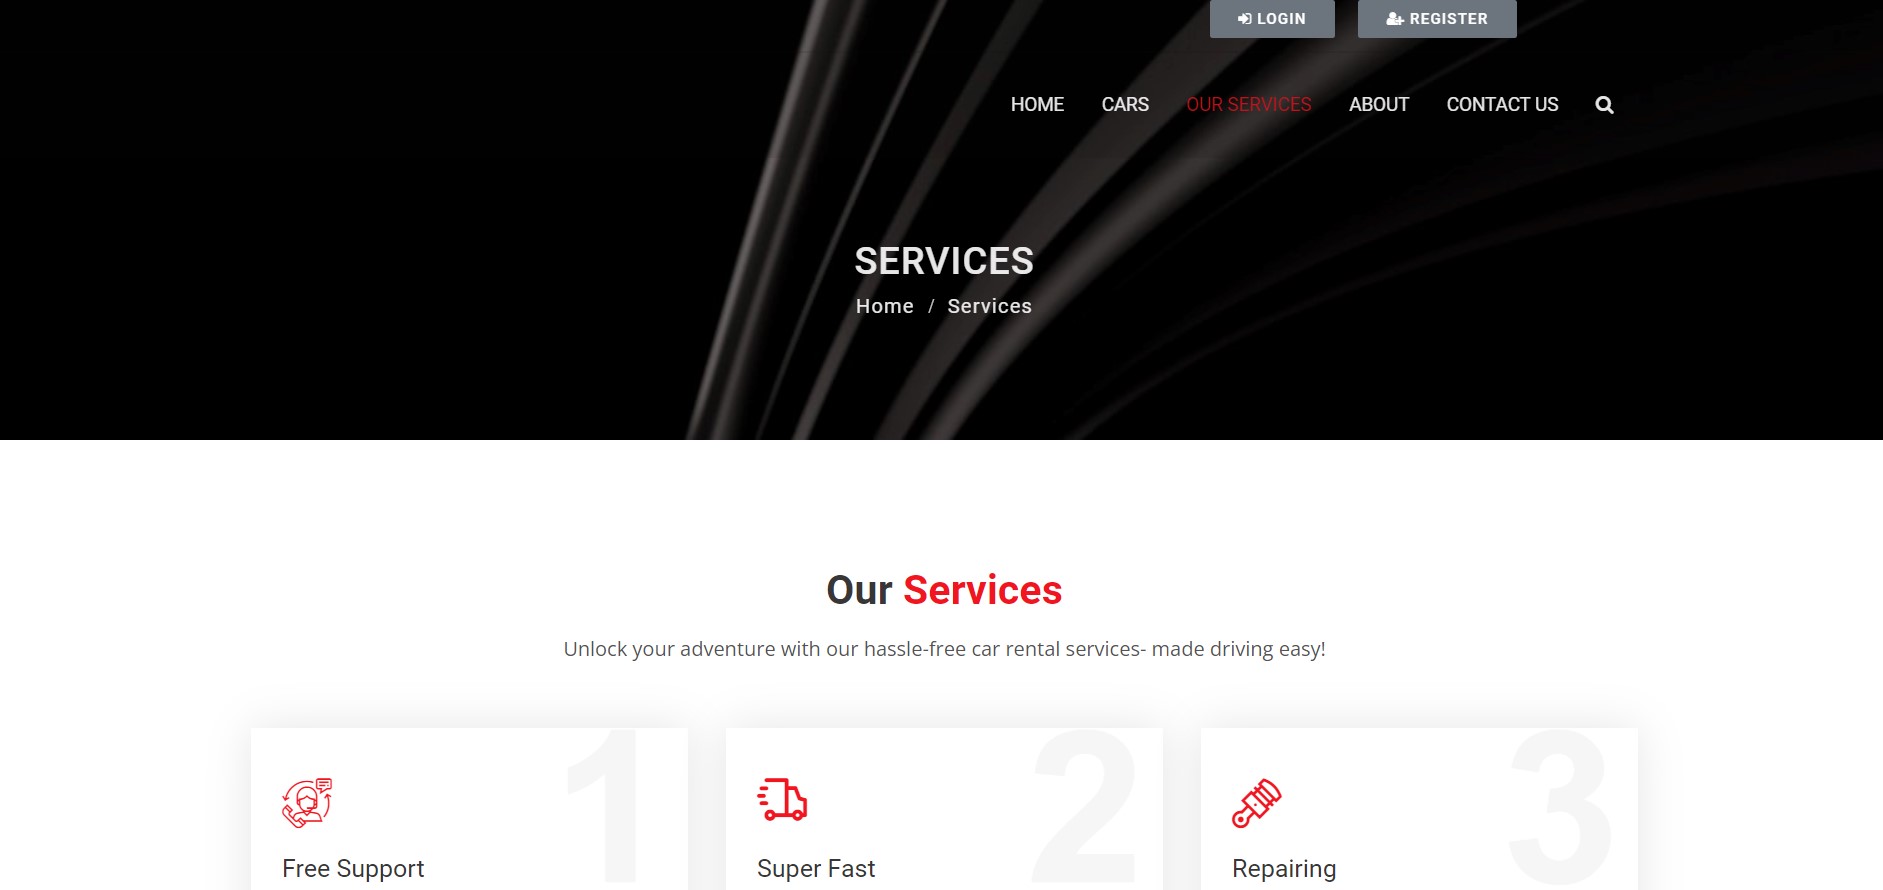 LOGIN
REGISTER
HOME CARS OUR SERVICES ABOUT CONTACT US
SERVICES
Home / Services
Our Services
Unlock your adventure with our hassle-free car rental services- made driving easy!
1
Free Support
2
Super Fast
3
Repairing